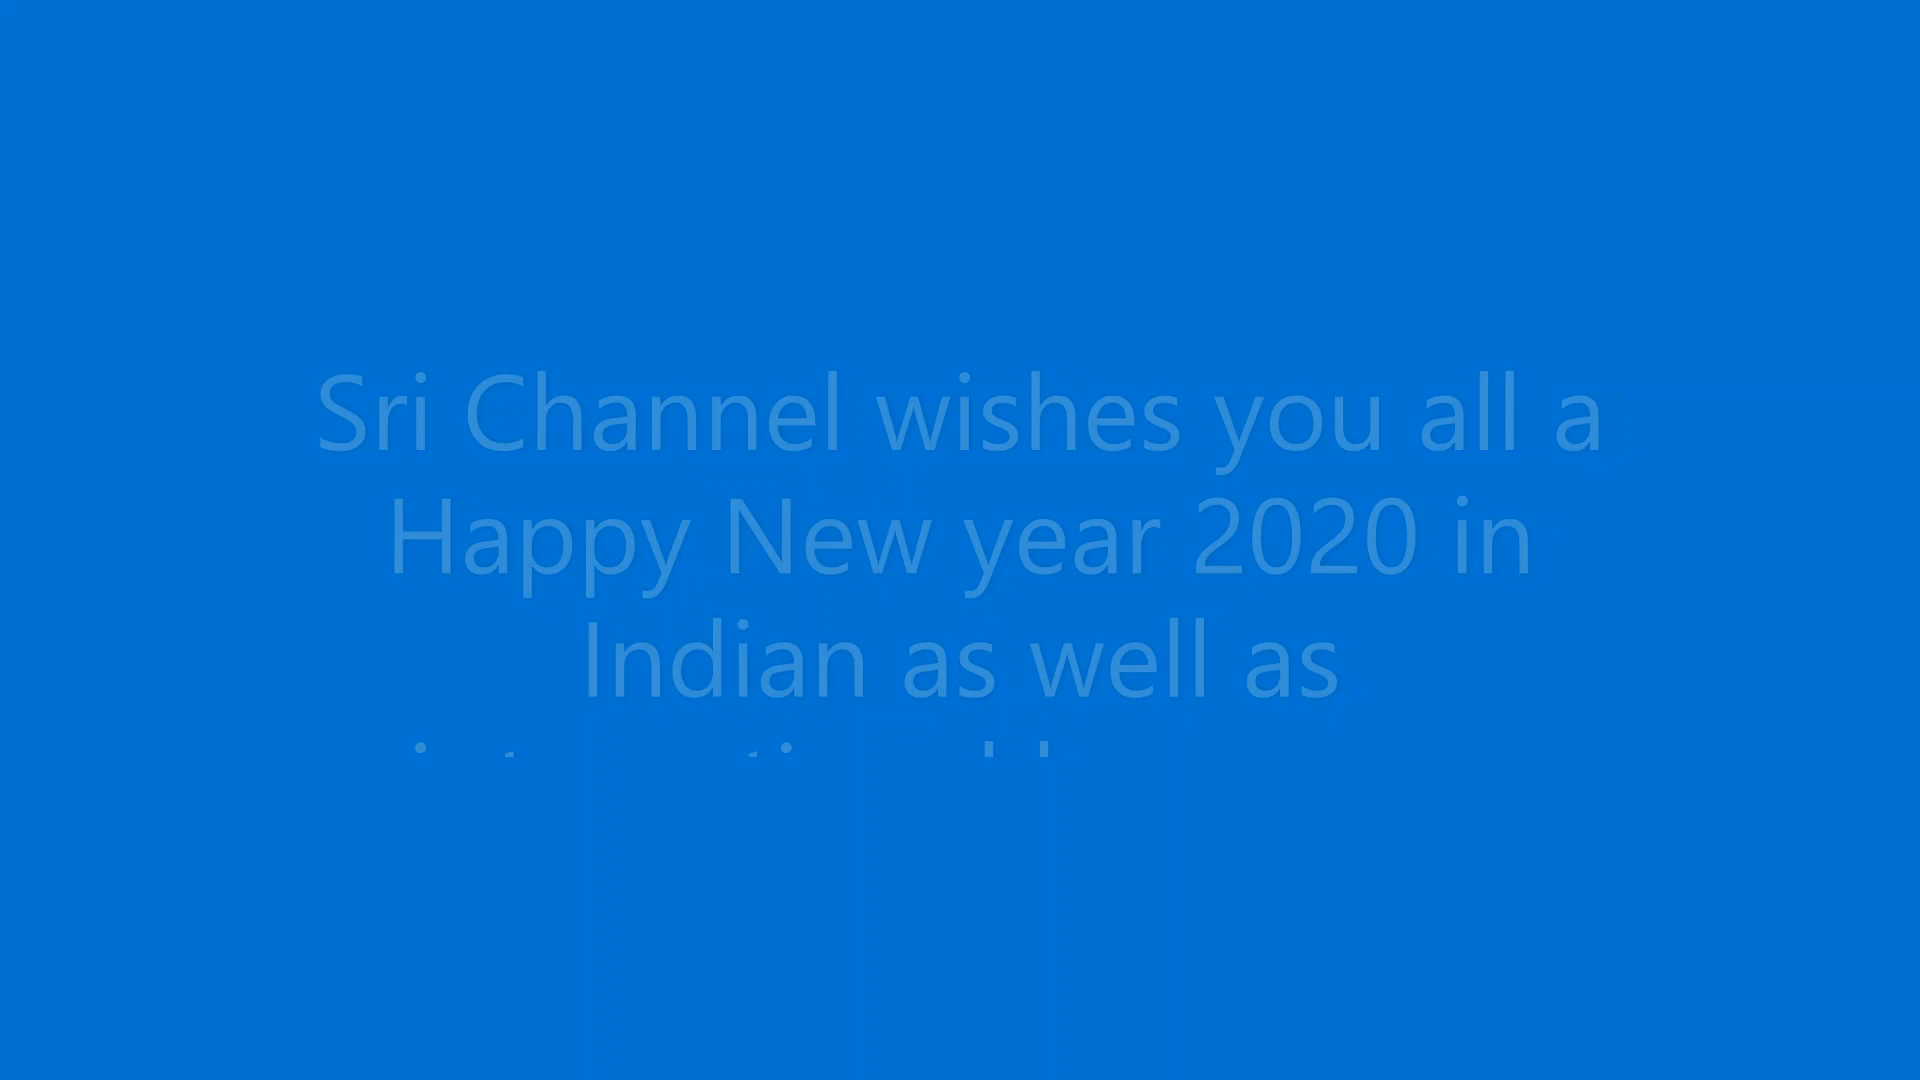 Sri Channel wishes you all a
Happy New year 2020 in
Indian as well as